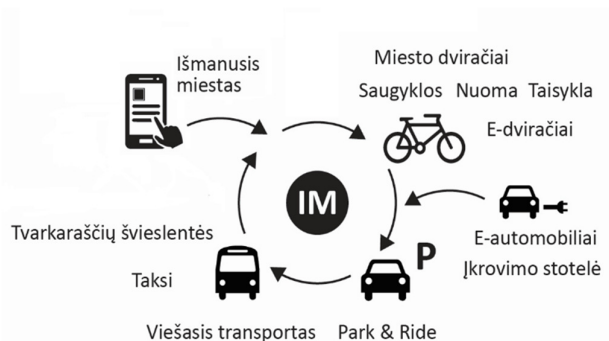 Išmanusis
miestas
Miesto dviračiai
Saugyklos Nuoma Taisykla
E-dviračiai
IM
E-automobiliai
Įkrovimo stotelė
P
Tvarkaraščių švieslentės
Taksi
Viešasis transportas Park & Ride